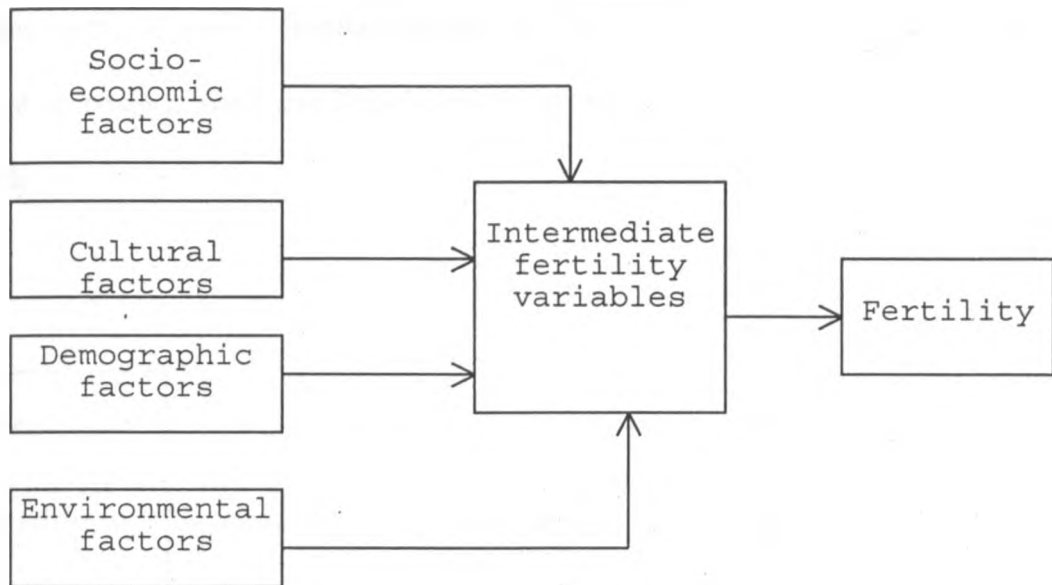 Socio-
economic
factors
Cultural
factors
Demographic
factors
Environmental
factors
Intermediate
fertility
variables
Fertility